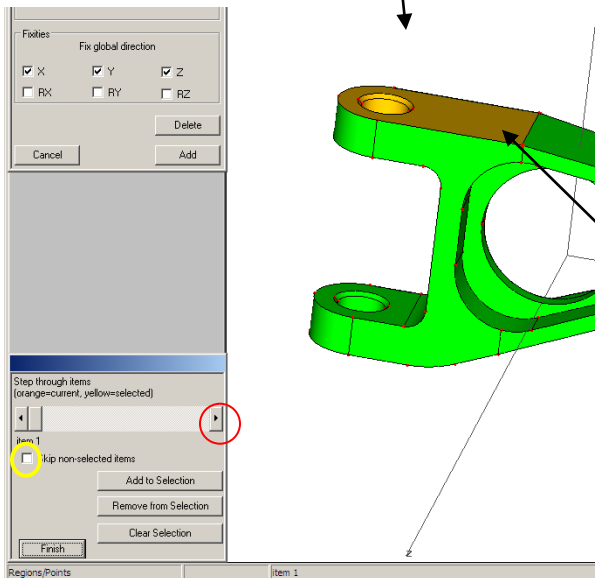 Fixities
Fix global direction
X Y Z
RX RY RZ
Delete
Cancel Add
Step through items
(orange=current, yellow=selected)
item 1
Skip non-selected items
Add to Selection
Remove from Selection
Clear Selection
Finish
z
Regions/Points item 1